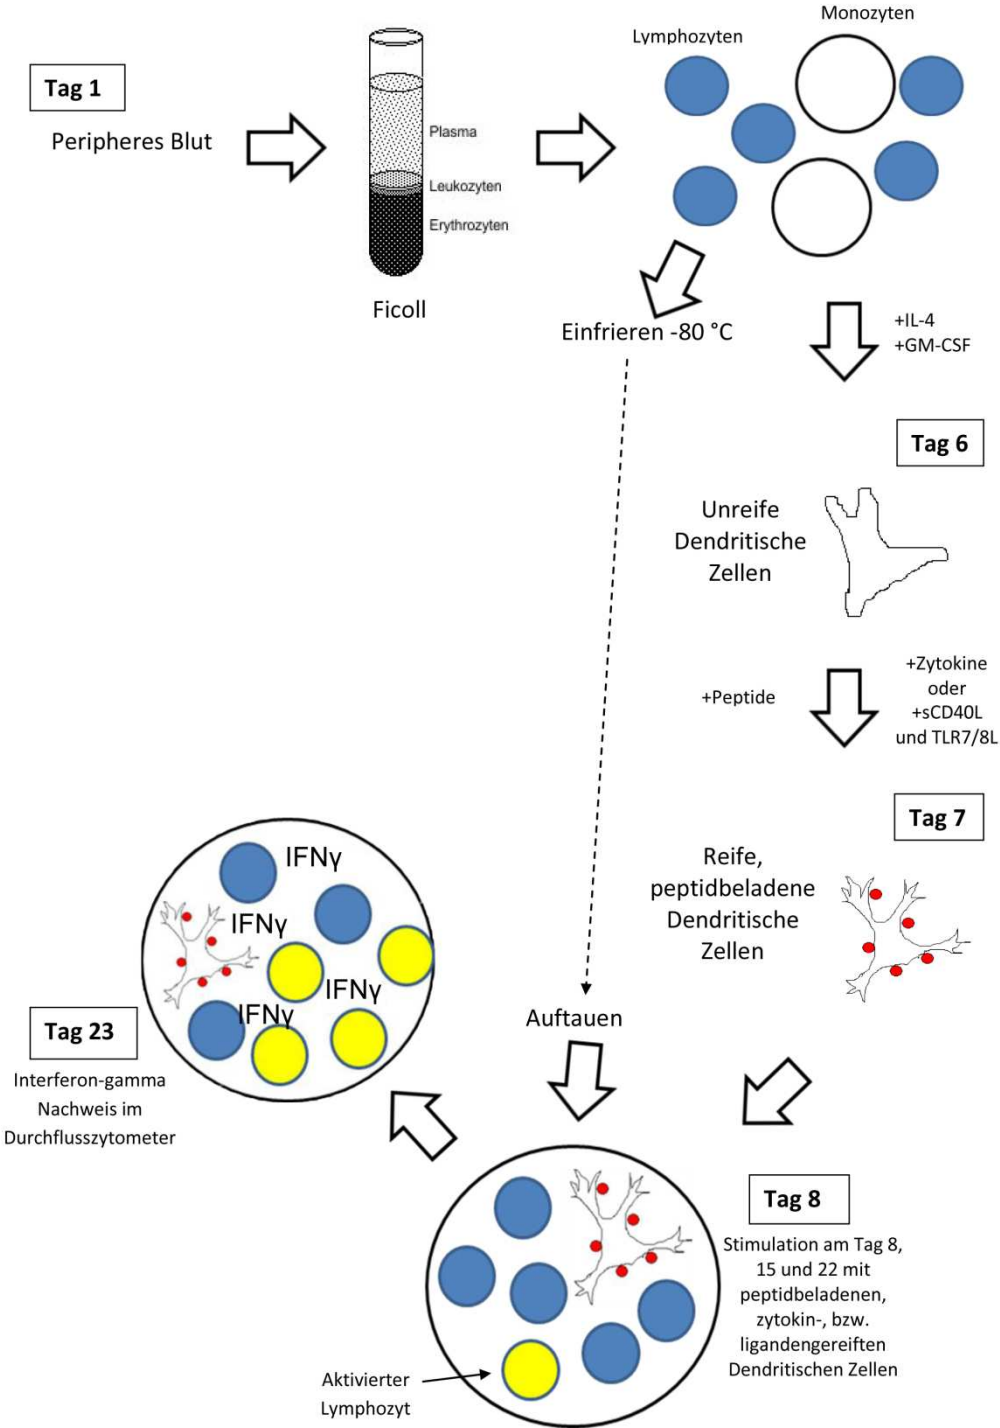 Tag 1
Peripheres Blut
Plasma
Leukozyten
Erythrozyten
Ficoll
Lymphozyten
Monozyten
Einfrieren -80 °C
+IL-4
+GM-CSF
Tag 6
Unreife
Dendritische
Zellen
+Peptide
+Zytokine
oder
+sCD40L
und TLR7/8L
Tag 7
Reife,
peptidbeladene
Dendritische
Zellen
Auftauen
Tag 8
Stimulation am Tag 8,
15 und 22 mit
peptidbeladenen,
zytokin-, bzw.
ligandengereiften
Dendritischen Zellen
Aktivierter
Lymphozyt
IFNγ
IFNγ
IFNγ
IFNγ
Tag 23
Interferon-gamma
Nachweis im
Durchflusszytometer